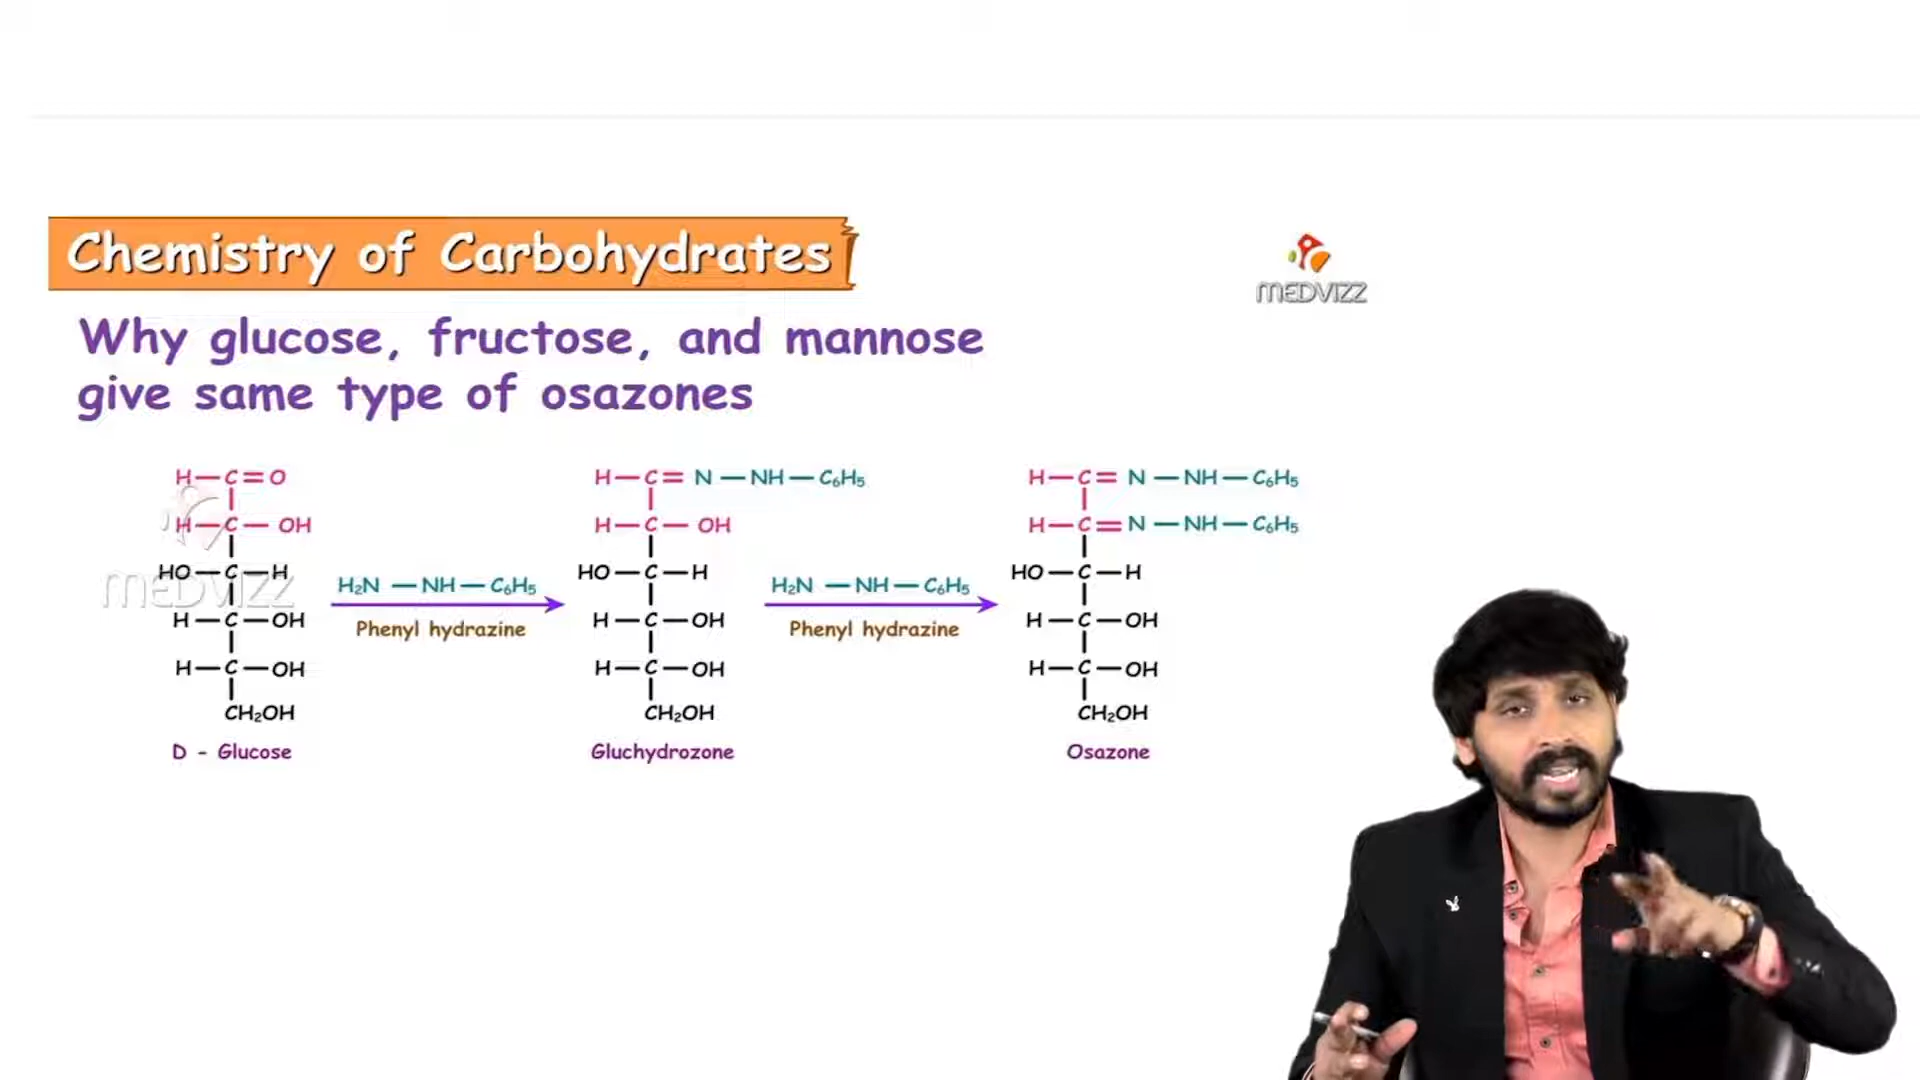 Chemistry of Carbohydrates
MEDVIZZ
Why glucose, fructose, and mannose
give same type of osazones
H—C=O
H—C—OH
HO—C—H
H—C—OH
H—C—OH
CH₂OH
D - Glucose
MEDVIZZ
H₂N—NH—C₆H₅
Phenyl hydrazine
H—C=N—NH—C₆H₅
H—C—OH
HO—C—H
H—C—OH
H—C—OH
CH₂OH
Gluchydrozone
H₂N—NH—C₆H₅
Phenyl hydrazine
H—C=N—NH—C₆H₅
H—C=N—NH—C₆H₅
HO—C—H
H—C—OH
H—C—OH
CH₂OH
Osazone